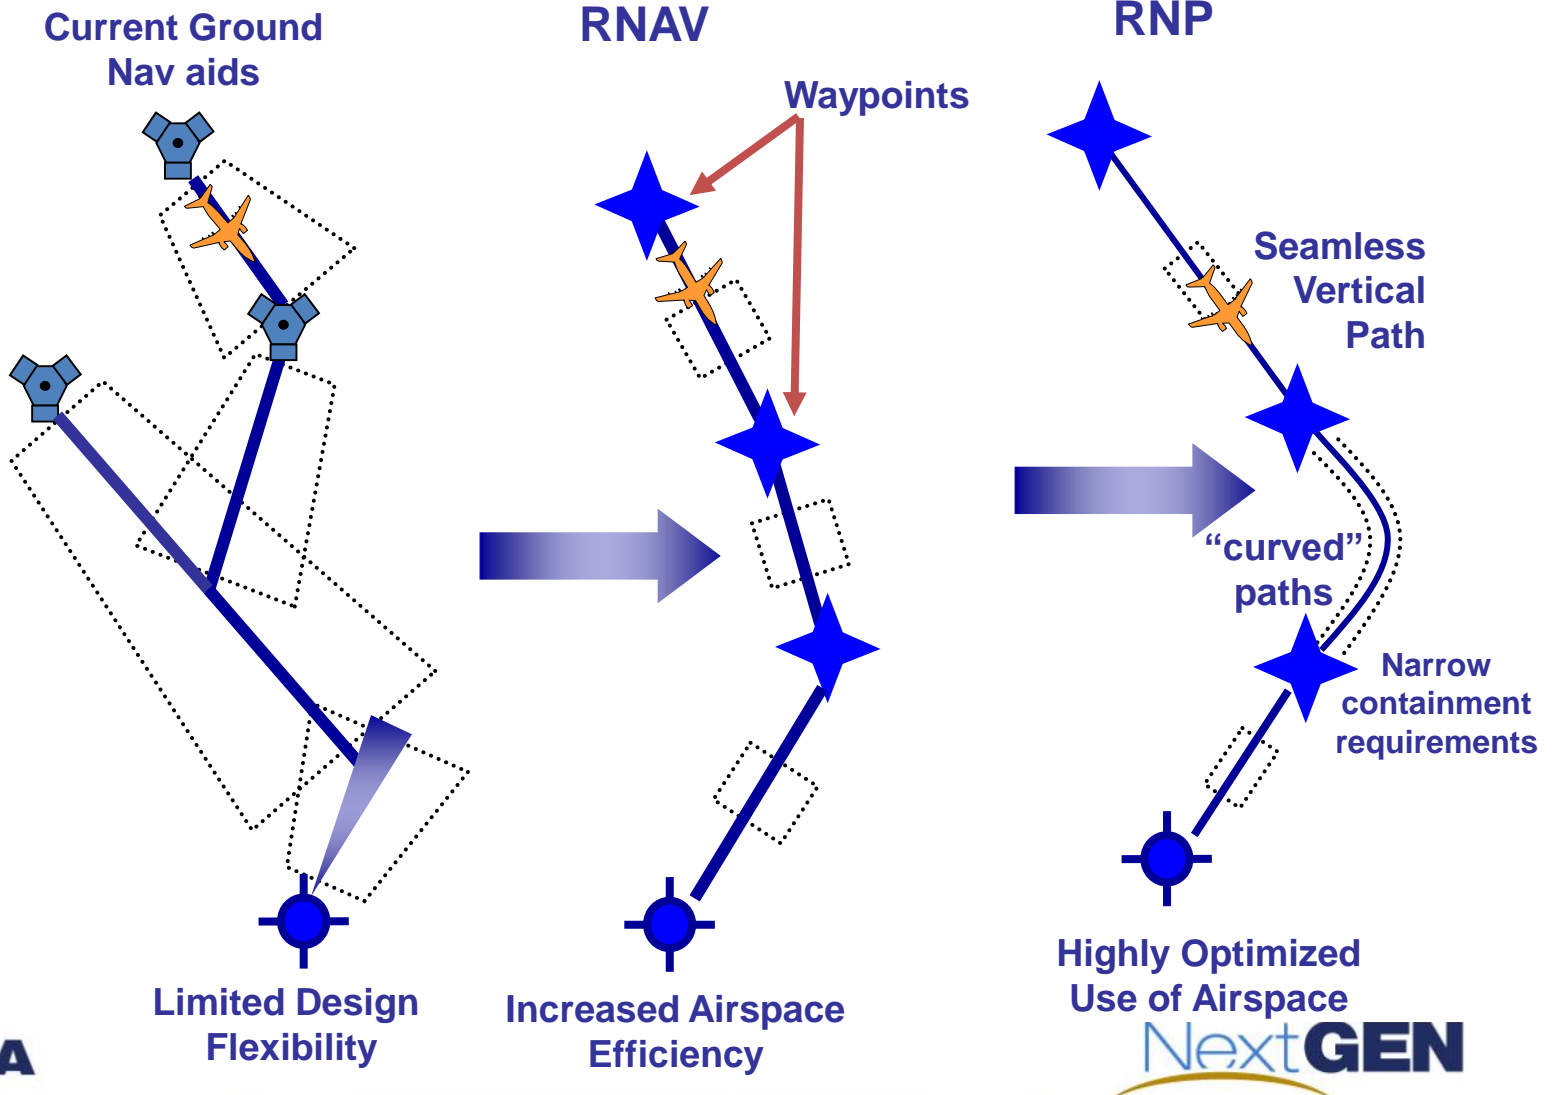 Current Ground
Nav aids
RNAV
RNP
Waypoints
Seamless
Vertical
Path
“curved”
paths
Narrow
containment
requirements
Limited Design
Flexibility
Increased Airspace
Efficiency
Highly Optimized
Use of Airspace
A
NextGEN